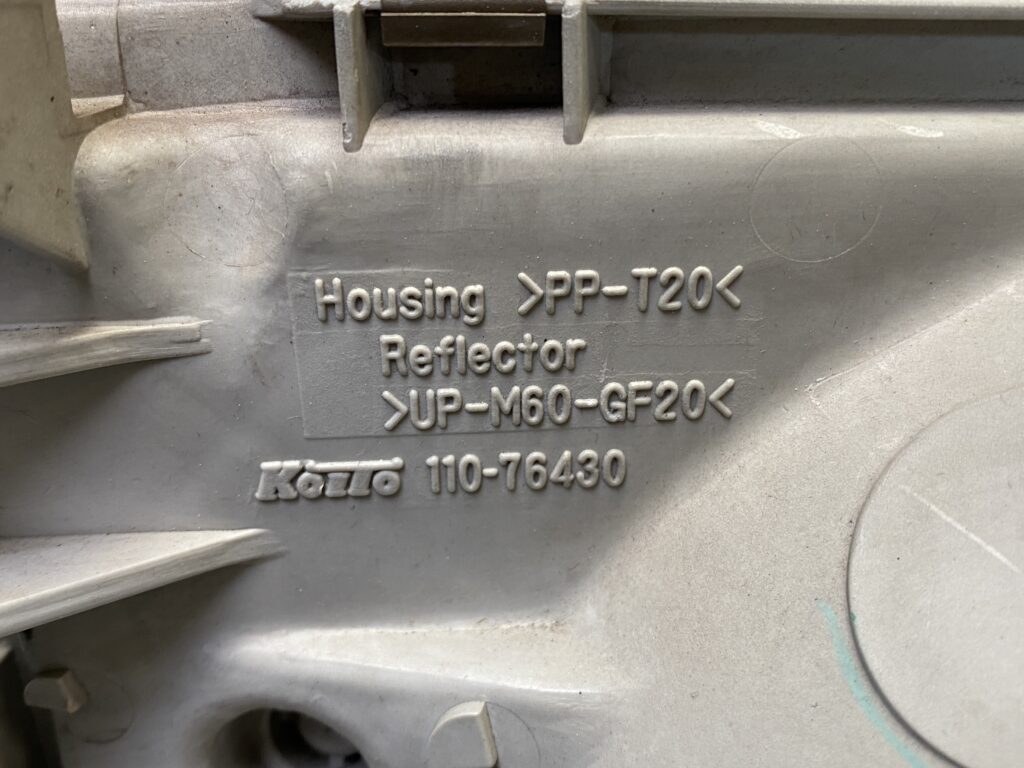 Housing >PP-T20<
Reflector
>UP-M60-GF20<
KOITO 110-76430